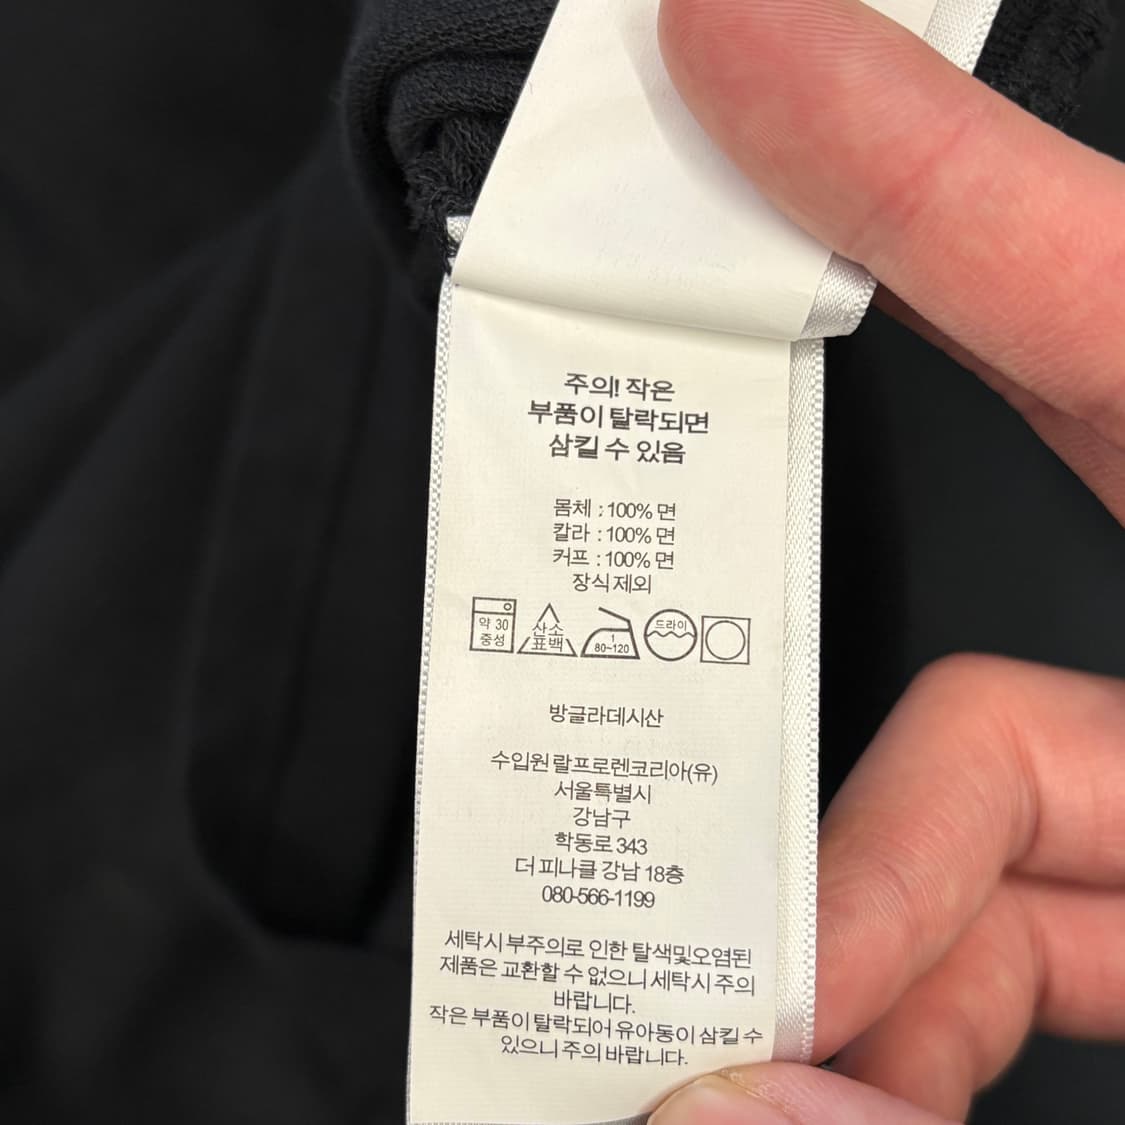 주의! 작은
부품이 탈락되면
삼킬 수 있음
몸체 : 100% 면
칼라 : 100% 면
커프 : 100% 면
장식 제외
약 30
중성
산소
표백
1
80~120
드라이
방글라데시산
수입원 랄프로렌코리아(유)
서울특별시
강남구
학동로 343
더 피나클 강남 18층
080-566-1199
세탁시 부주의로 인한 탈색및오염된
제품은 교환할 수 없으니 세탁시 주의
바랍니다.
작은 부품이 탈락되어 유아동이 삼킬 수
있으니 주의 바랍니다.